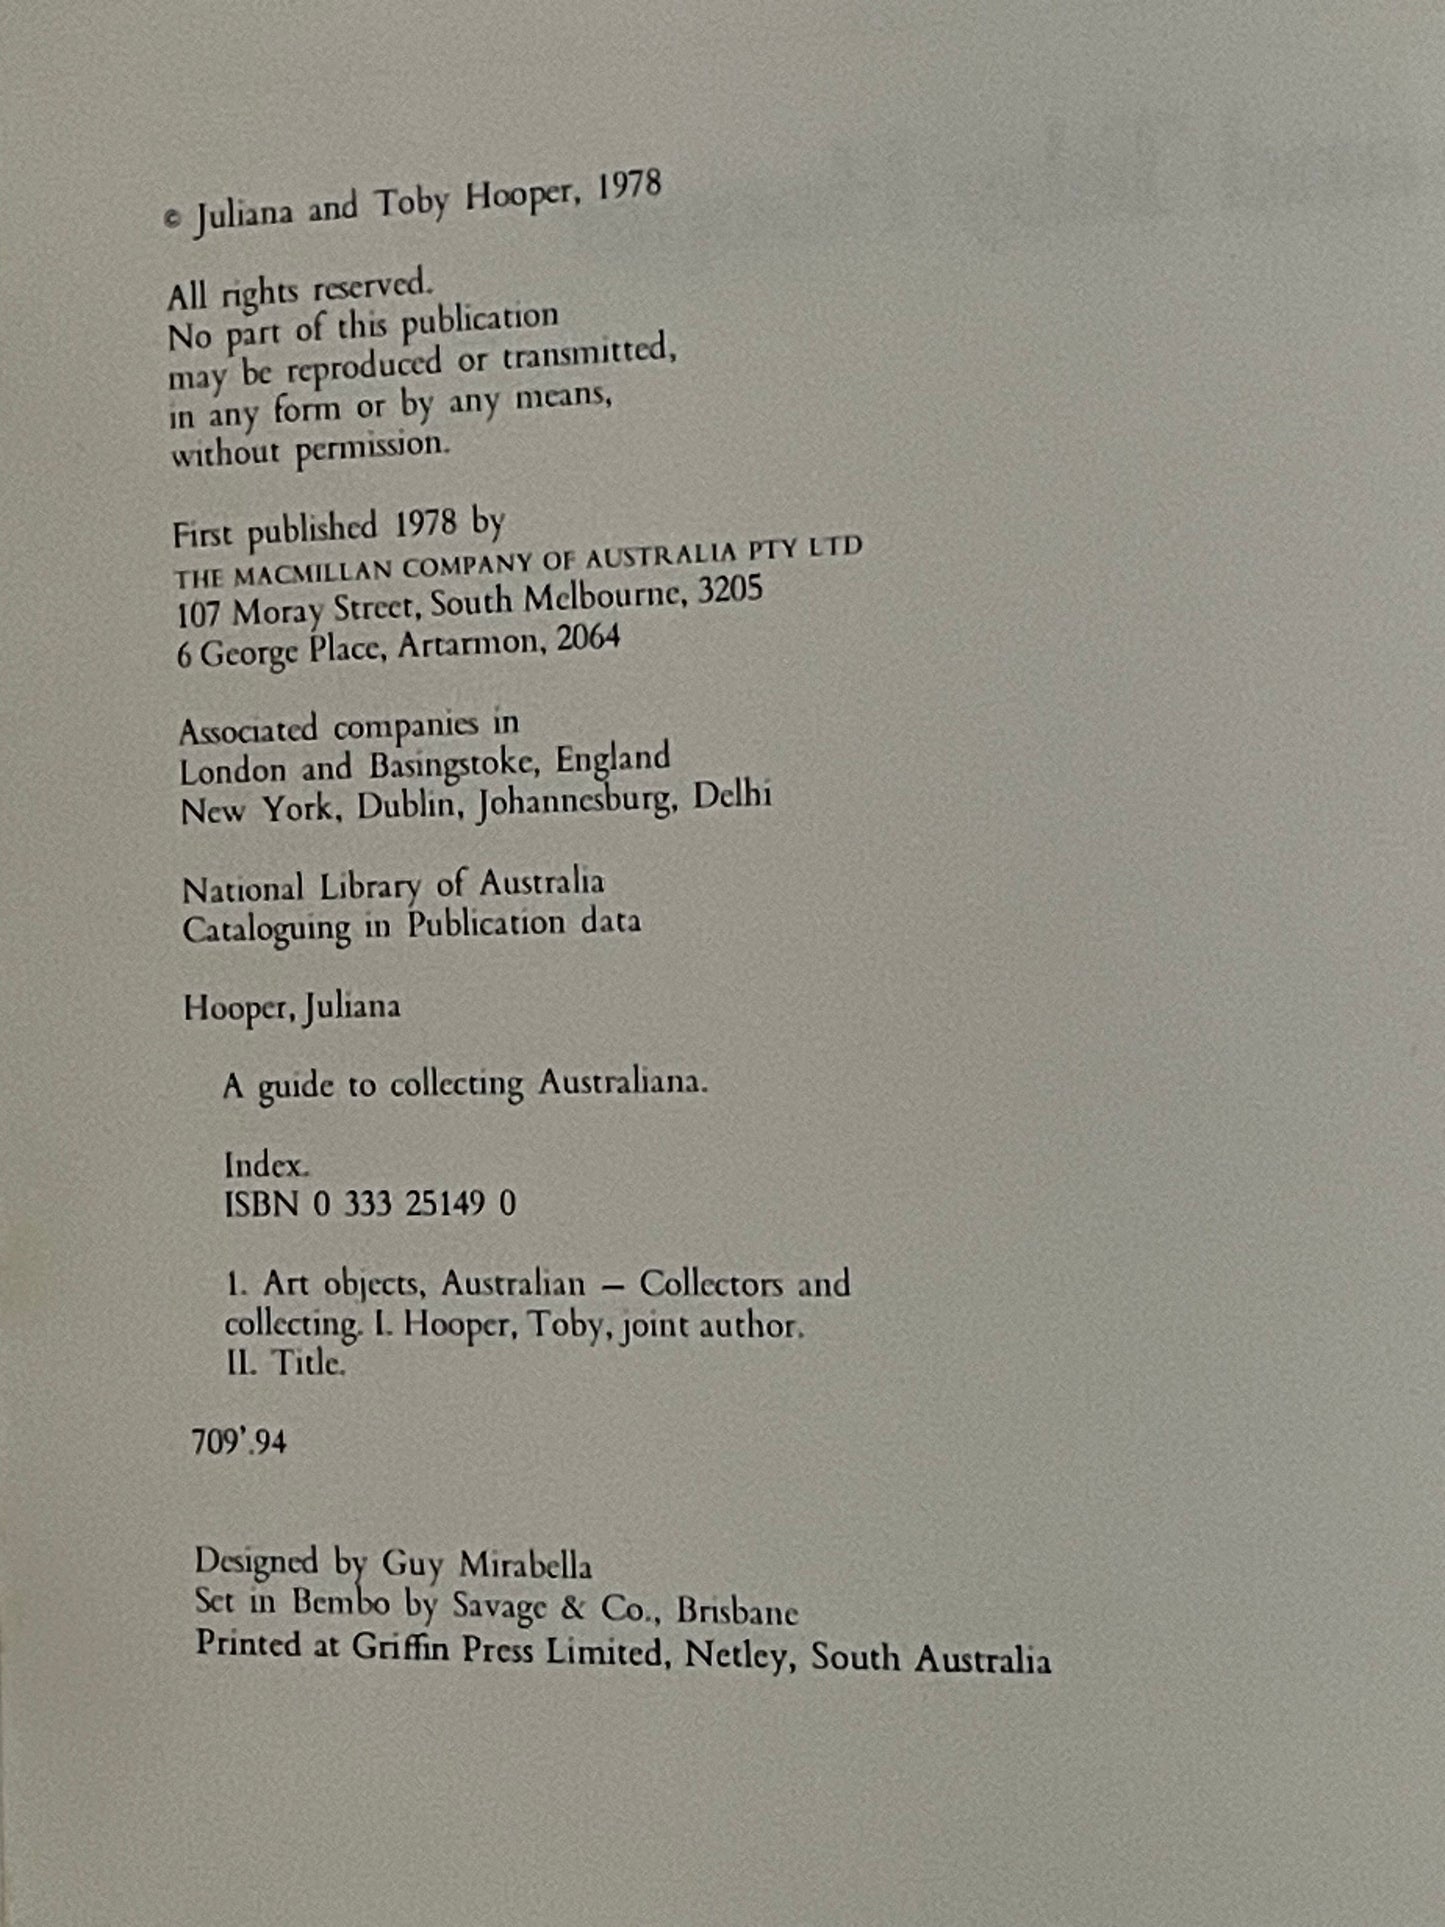 © Juliana and Toby Hooper, 1978
All rights reserved.
No part of this publication
may be reproduced or transmitted,
in any form or by any means,
without permission.
First published 1978 by
THE MACMILLAN COMPANY OF AUSTRALIA PTY LTD
107 Moray Street, South Melbourne, 3205
6 George Place, Artarmon, 2064
Associated companies in
London and Basingstoke, England
New York, Dublin, Johannesburg, Delhi
National Library of Australia
Cataloguing in Publication data
Hooper, Juliana
A guide to collecting Australiana.
Index.
ISBN 0 333 25149 0
1. Art objects, Australian – Collectors and
collecting. I. Hooper, Toby, joint author.
II. Title.
709'.94
Designed by Guy Mirabella
Set in Bembo by Savage & Co., Brisbane
Printed at Griffin Press Limited, Netley, South Australia